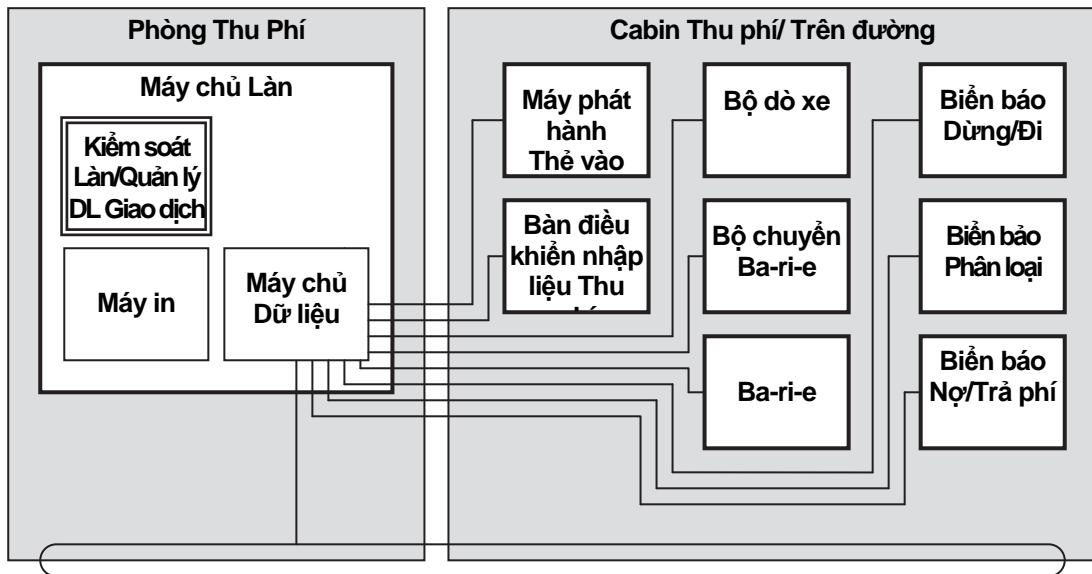 Phòng Thu Phí
Máy chủ Làn
Kiểm soát
Làn/Quản lý
DL Giao dịch
Máy in
Máy chủ
Dữ liệu
Cabin Thu phí/ Trên đường
Máy phát
hành
Thẻ vào
Bộ dò xe
Biển báo
Dừng/Đi
Bàn điều
khiển nhập
liệu Thu
Bộ chuyển
Ba-ri-e
Biển bảo
Phân loại
Ba-ri-e
Biển báo
Nợ/Trả phí